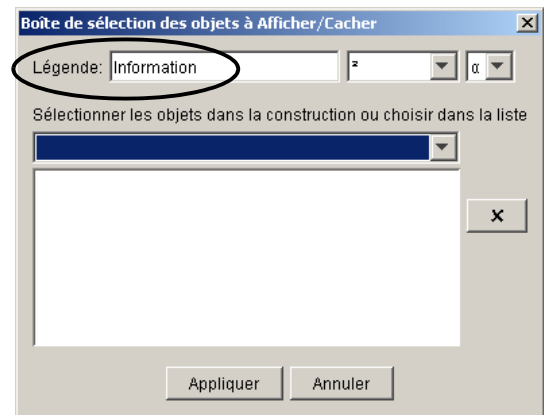 Boîte de sélection des objets à Afficher/Cacher
Légende: Information ² α
Sélectionner les objets dans la construction ou choisir dans la liste
x
Appliquer Annuler